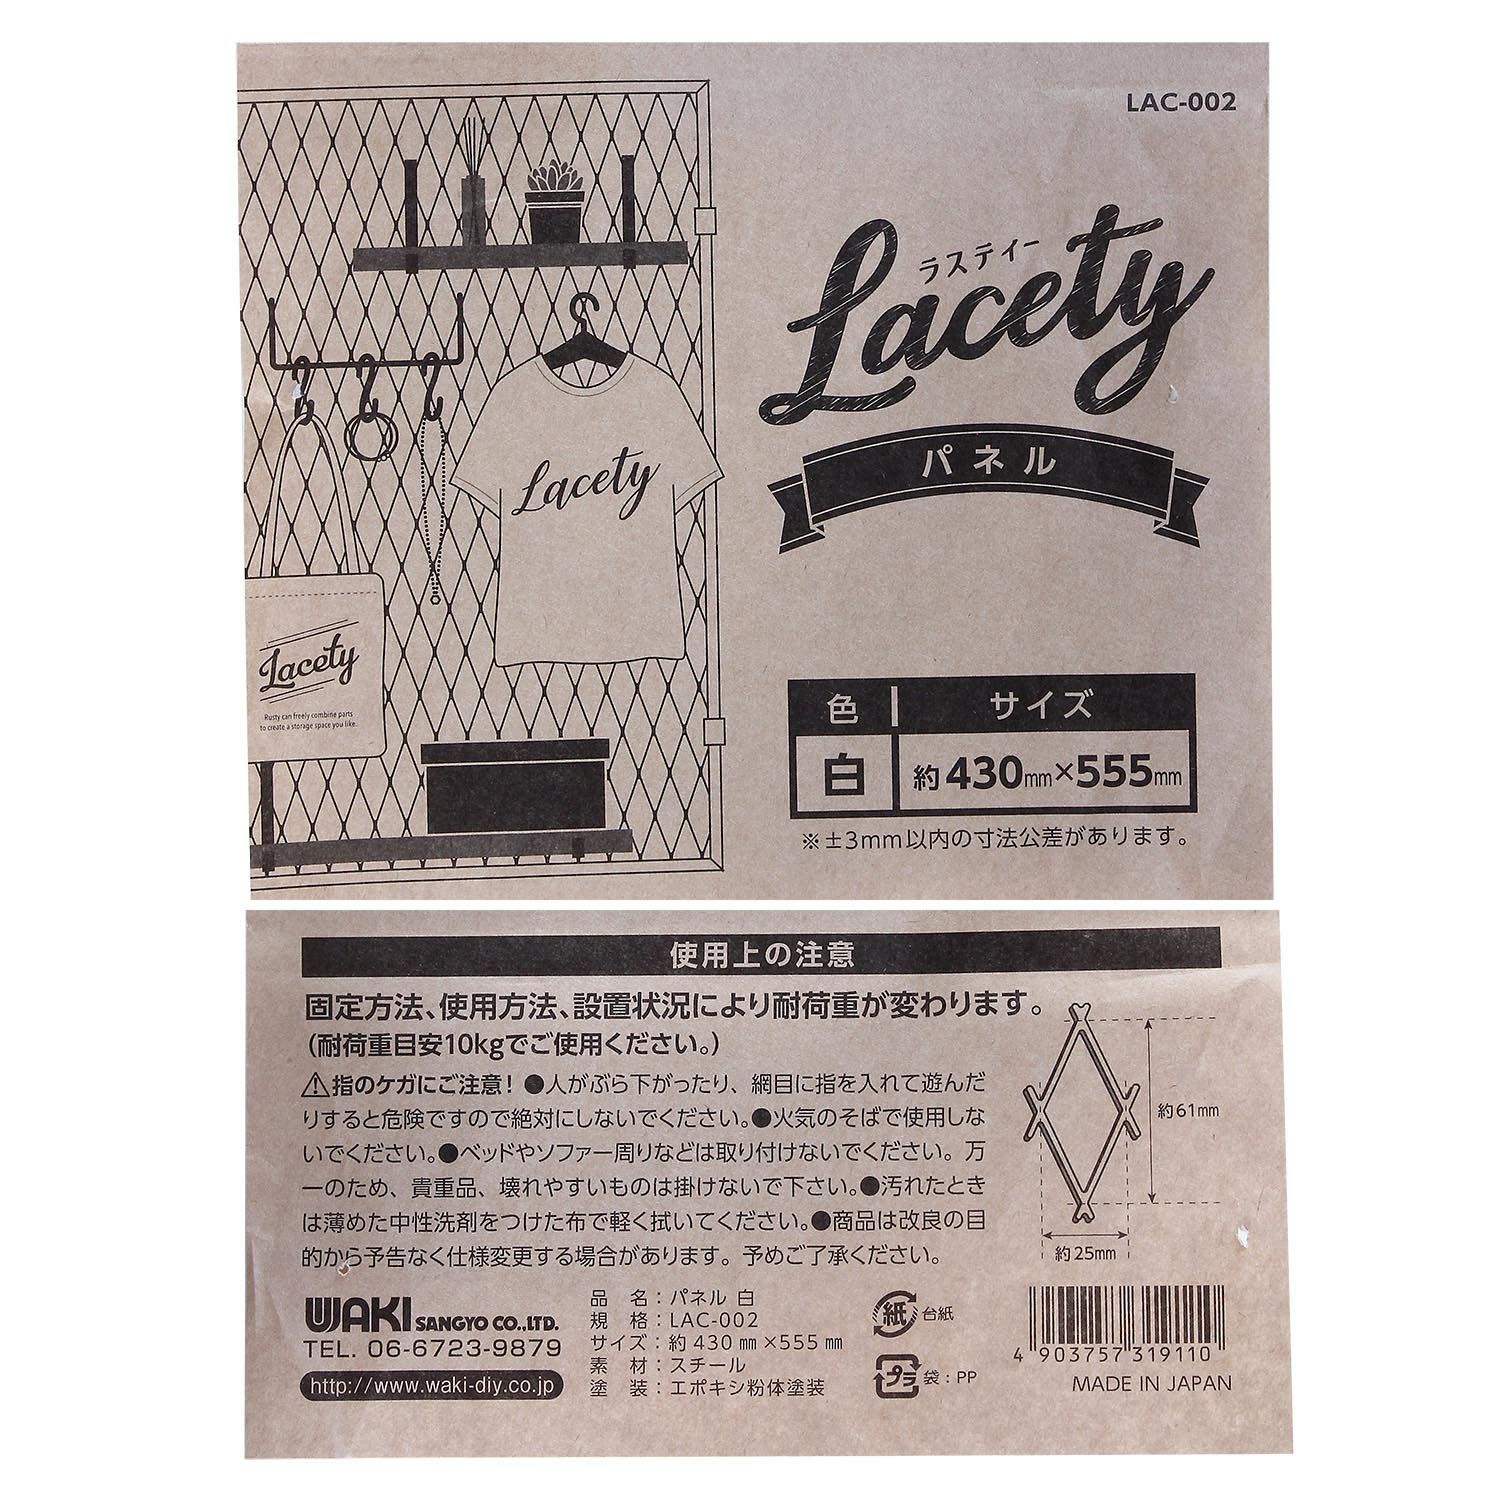 LAC-002
ラスティー
Lacety
パネル
Lacety
Lacety
Rusty can freely combine parts
to create a storage space you like.
色 サイズ
白 約430mm×555mm
※±3mm以内の寸法公差があります。
使用上の注意
固定方法、使用方法、設置状況により耐荷重が変わります。
(耐荷重目安10kgでご使用ください。)
⚠指のケガにご注意！●人がぶら下がったり、網目に指を入れて遊んだ
りすると危険ですので絶対にしないでください。●火気のそばで使用しな
いでください。●ベッドやソファー周りなどは取り付けないでください。万
一のため、貴重品、壊れやすいものは掛けないで下さい。●汚れたとき
は薄めた中性洗剤をつけた布で軽く拭いてください。●商品は改良の目
的から予告なく仕様変更する場合があります。予めご了承ください。
約61mm
約25mm
WAKI SANGYO CO.,LTD.
TEL. 06-6723-9879
http://www.waki-diy.co.jp
品 名：パネル 白
規 格：LAC-002
サイズ：約430㎜×555㎜
素 材：スチール
塗 装：エポキシ粉体塗装
紙 台紙
プラ 袋：PP
4 903757 319110
MADE IN JAPAN